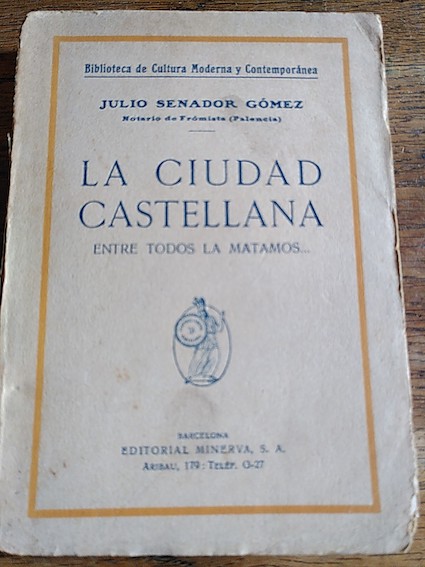 Biblioteca de Cultura Moderna y Contemporánea
JULIO SENADOR GÓMEZ
Notario de Frómista (Palencia)
LA CIUDAD
CASTELLANA
ENTRE TODOS LA MATAMOS...
BARCELONA
EDITORIAL MINERVA, S. A.
ARIBAU, 179 : TELÉF. G-27